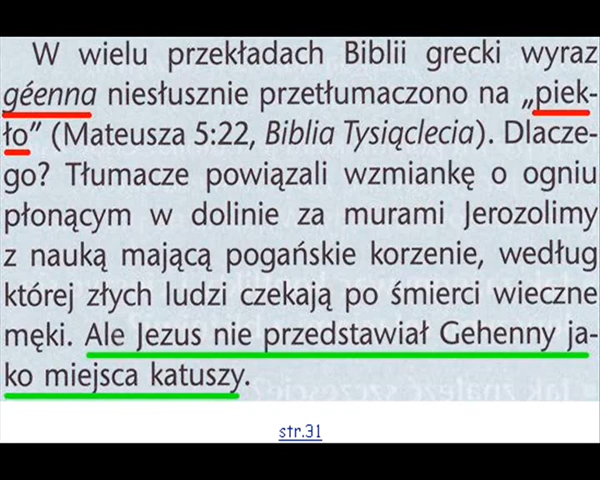 W wielu przekładach Biblii grecki wyraz
géenna niesłusznie przetłumaczono na „piek-
ło” (Mateusza 5:22, Biblia Tysiąclecia). Dlacze-
go? Tłumacze powiązali wzmiankę o ogniu
płonącym w dolinie za murami Jerozolimy
z nauką mającą pogańskie korzenie, według
której złych ludzi czekają po śmierci wieczne
męki. Ale Jezus nie przedstawiał Gehenny ja-
ko miejsca katuszy.
str.31